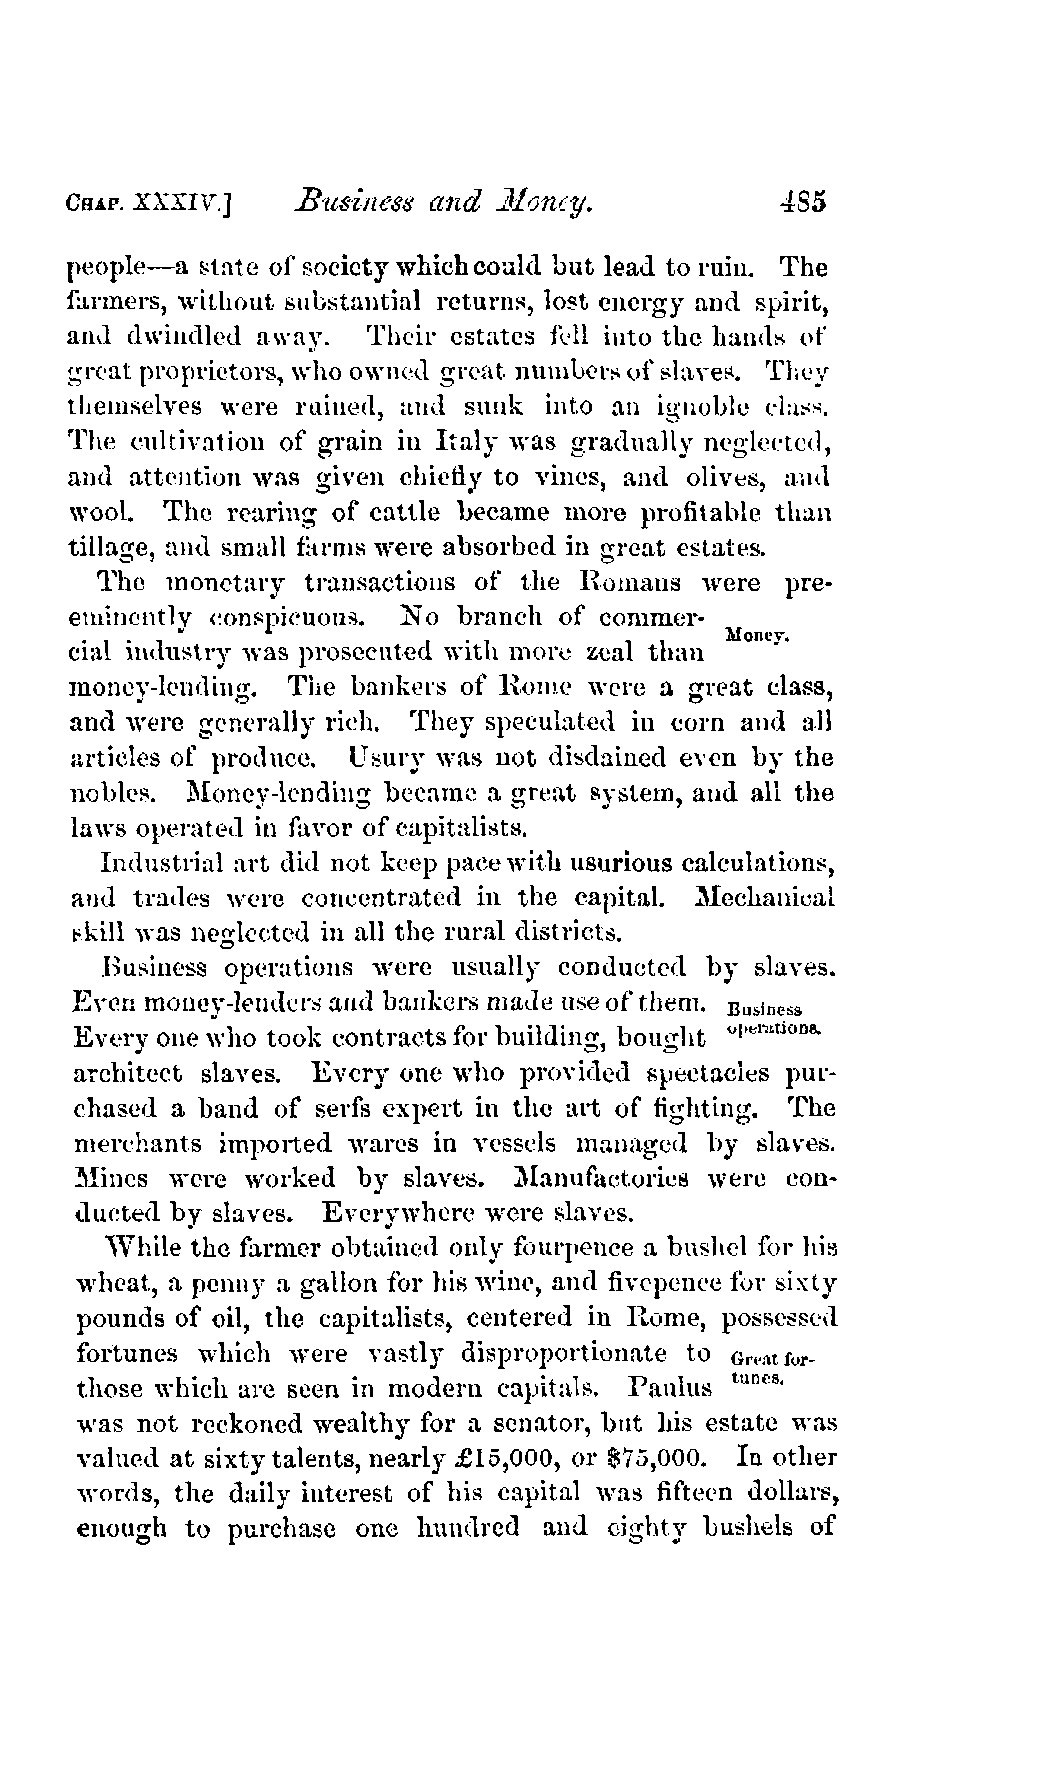 CHAP. XXXIV.] Business and Money. 485
people—a state of society which could but lead to ruin. The
farmers, without substantial returns, lost energy and spirit,
and dwindled away. Their estates fell into the hands of
great proprietors, who owned great numbers of slaves. They
themselves were ruined, and sunk into an ignoble class.
The cultivation of grain in Italy was gradually neglected,
and attention was given chiefly to vines, and olives, and
wool. The rearing of cattle became more profitable than
tillage, and small farms were absorbed in great estates.
The monetary transactions of the Romans were pre-
eminently conspicuous. No branch of commer-
Money.
cial industry was prosecuted with more zeal than
money-lending. The bankers of Rome were a great class,
and were generally rich. They speculated in corn and all
articles of produce. Usury was not disdained even by the
nobles. Money-lending became a great system, and all the
laws operated in favor of capitalists.
Industrial art did not keep pace with usurious calculations,
and trades were concentrated in the capital. Mechanical
skill was neglected in all the rural districts.
Business operations were usually conducted by slaves.
Even money-lenders and bankers made use of them. Business
Every one who took contracts for building, bought operations.
architect slaves. Every one who provided spectacles pur-
chased a band of serfs expert in the art of fighting. The
merchants imported wares in vessels managed by slaves.
Mines were worked by slaves. Manufactories were con-
ducted by slaves. Everywhere were slaves.
While the farmer obtained only fourpence a bushel for his
wheat, a penny a gallon for his wine, and fivepence for sixty
pounds of oil, the capitalists, centered in Rome, possessed
fortunes which were vastly disproportionate to Great for-
those which are seen in modern capitals. Paulus tunes.
was not reckoned wealthy for a senator, but his estate was
valued at sixty talents, nearly £15,000, or $75,000. In other
words, the daily interest of his capital was fifteen dollars,
enough to purchase one hundred and eighty bushels of